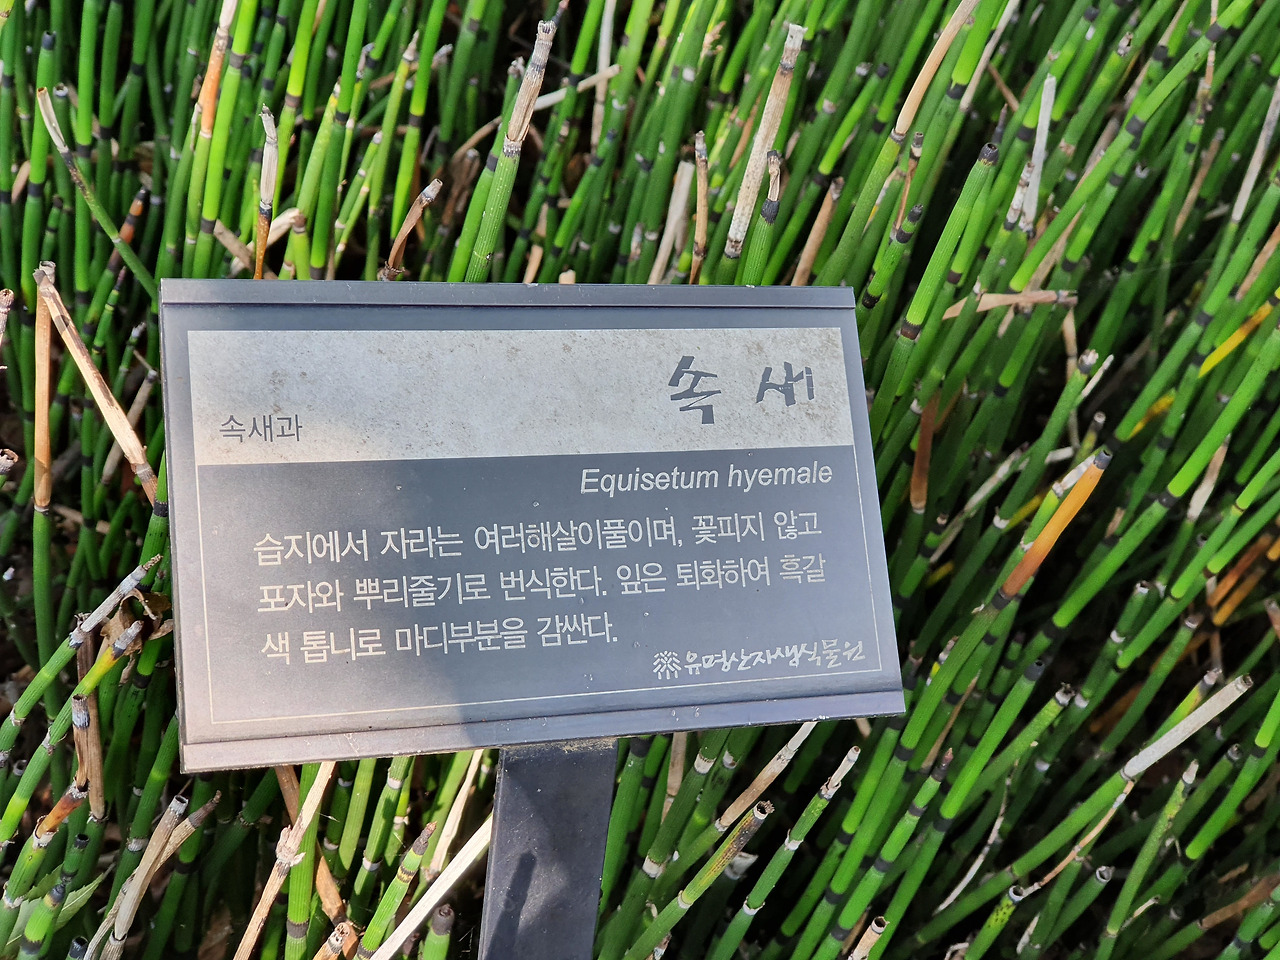 속새
속새과
Equisetum hyemale
습지에서 자라는 여러해살이풀이며, 꽃피지 않고
포자와 뿌리줄기로 번식한다. 잎은 퇴화하여 흑갈
색 톱니로 마디부분을 감싼다.
유명산자생식물원